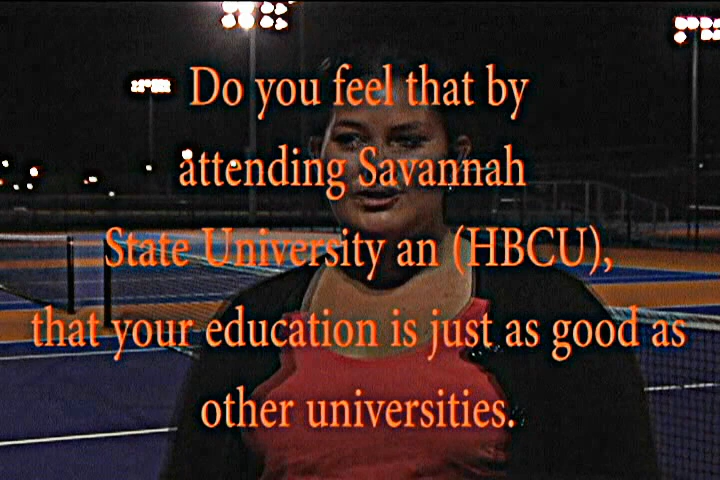 Do you feel that by
attending Savannah
State University an (HBCU),
that your education is just as good as
other universities.